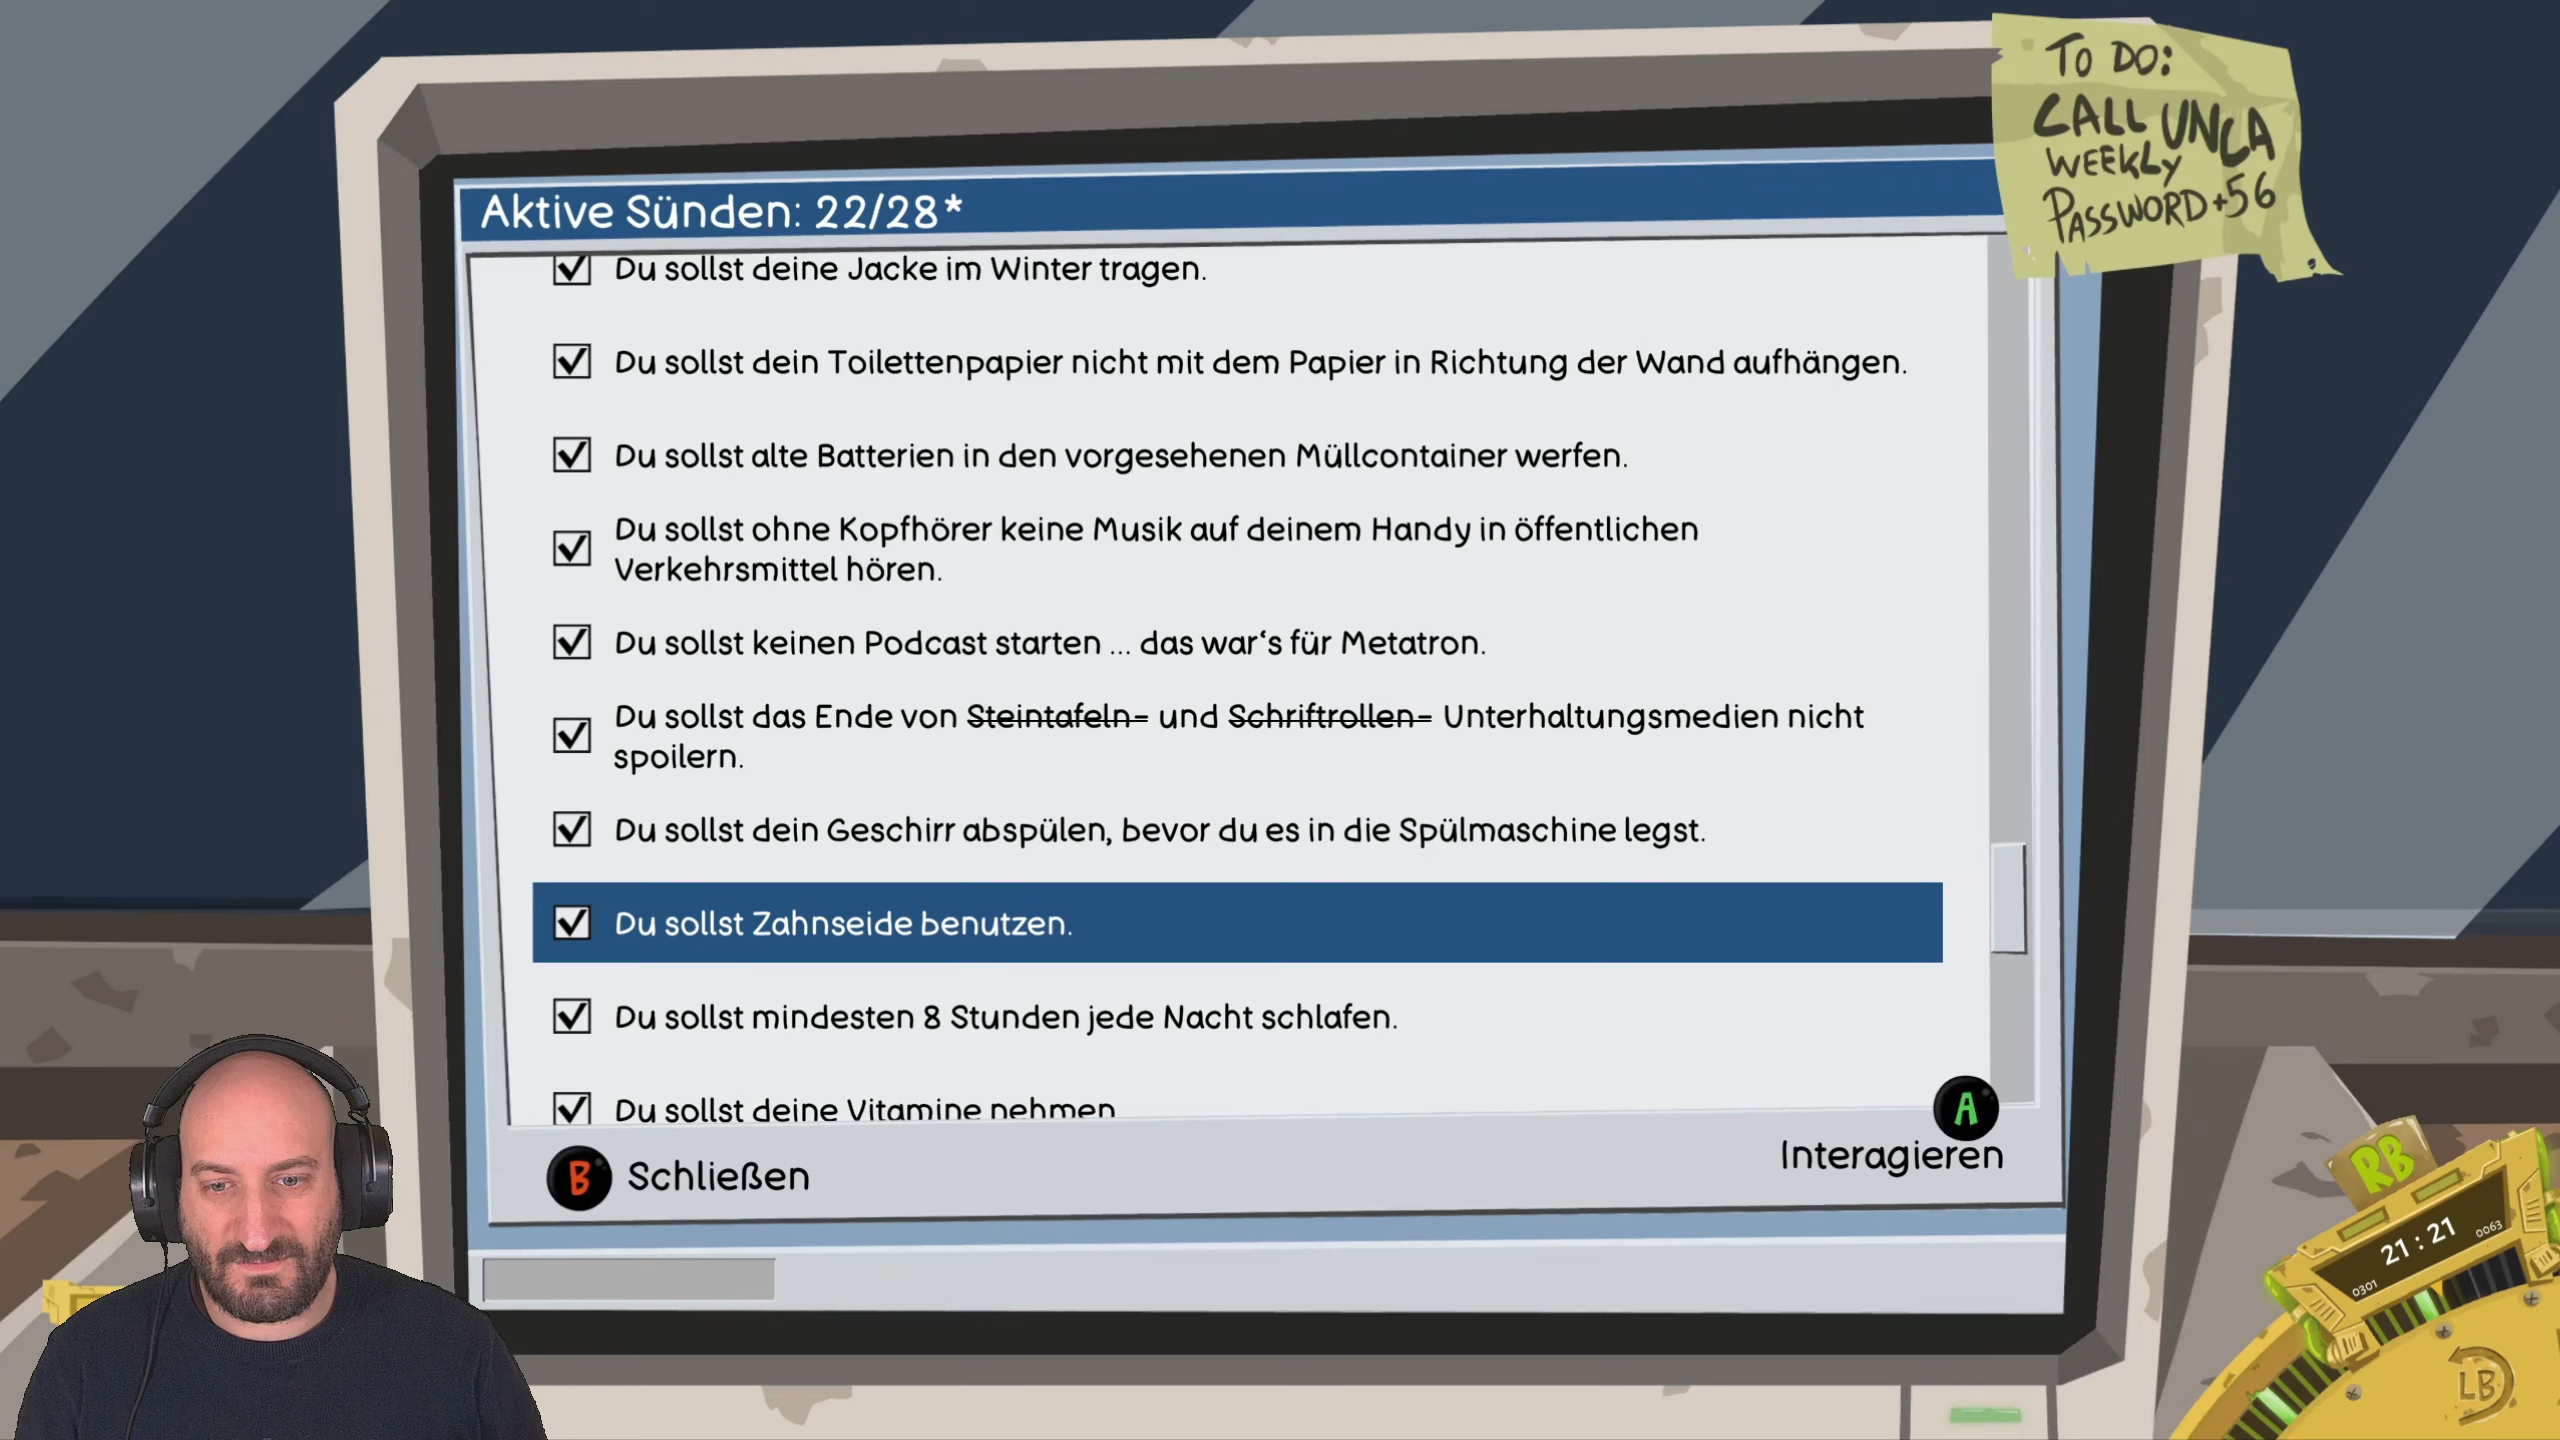 TO DO:
CALL UNCLA
WEEKLY
PASSWORD+56
Aktive Sünden: 22/28*
Du sollst deine Jacke im Winter tragen.
Du sollst dein Toilettenpapier nicht mit dem Papier in Richtung der Wand aufhängen.
Du sollst alte Batterien in den vorgesehenen Müllcontainer werfen.
Du sollst ohne Kopfhörer keine Musik auf deinem Handy in öffentlichen
Verkehrsmittel hören.
Du sollst keinen Podcast starten ... das war's für Metatron.
Du sollst das Ende von Steintafeln- und Schriftrollen- Unterhaltungsmedien nicht
spoilern.
Du sollst dein Geschirr abspülen, bevor du es in die Spülmaschine legst.
Du sollst Zahnseide benutzen.
Du sollst mindesten 8 Stunden jede Nacht schlafen.
Du sollst deine Vitamine nehmen
A
Interagieren
B Schließen
RB
21:21
0063
0301
LB